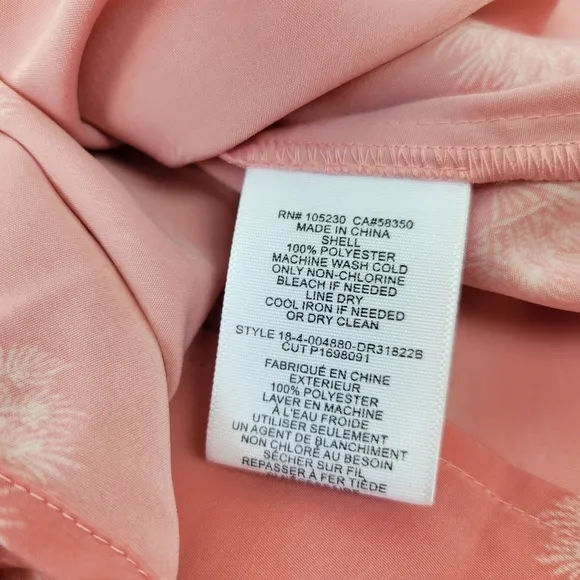 RN# 105230 CA#58350
MADE IN CHINA
SHELL
100% POLYESTER
MACHINE WASH COLD
ONLY NON-CHLORINE
BLEACH IF NEEDED
LINE DRY
COOL IRON IF NEEDED
OR DRY CLEAN
STYLE 18-4-004880-DR31822B
CUT P1698091
FABRIQUÉ EN CHINE
EXTERIEUR
100% POLYESTER
LAVER EN MACHINE
À L'EAU FROIDE
UTILISER SEULEMENT
UN AGENT DE BLANCHIMENT
NON CHLORÉ AU BESOIN
SÉCHER SUR FIL
REPASSER À FER TIÈDE